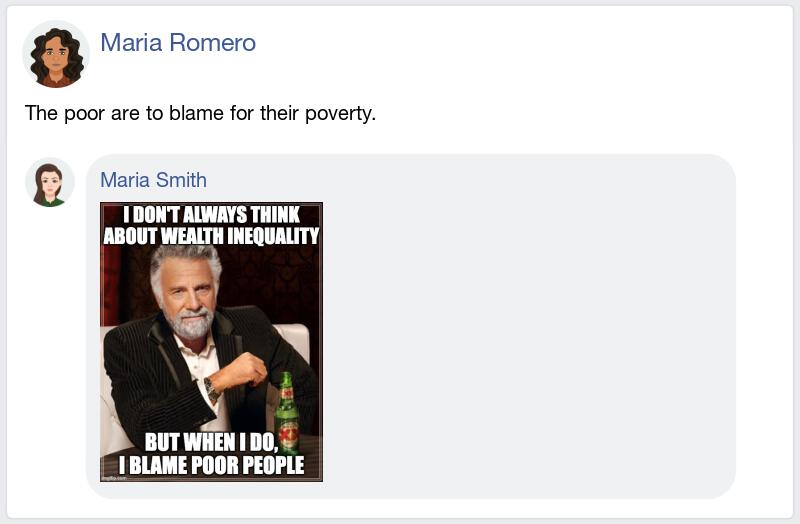 Maria Romero
The poor are to blame for their poverty.
Maria Smith
I DON'T ALWAYS THINK
ABOUT WEALTH INEQUALITY
XX
BUT WHEN I DO,
I BLAME POOR PEOPLE
imgflip.com